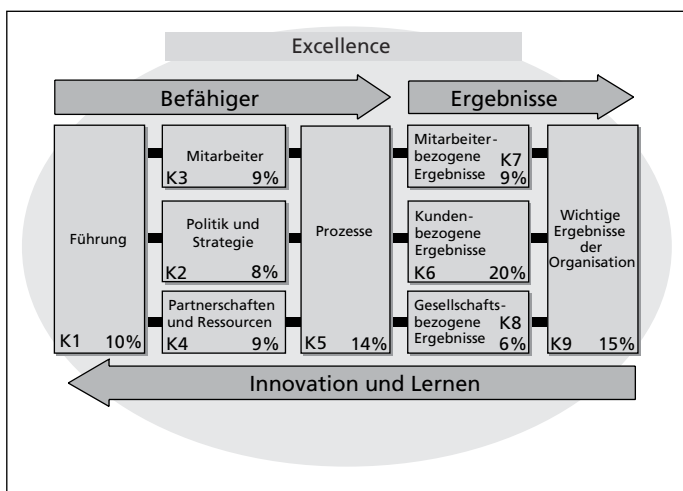 Excellence
Befähiger
Ergebnisse
Führung
K1 10%
Mitarbeiter
K3 9%
Politik und
Strategie
K2 8%
Partnerschaften
und Ressourcen
K4 9%
Prozesse
K5 14%
Mitarbeiter-
bezogene K7
Ergebnisse 9%
Kunden-
bezogene
Ergebnisse
K6 20%
Gesellschafts-
bezogene K8
Ergebnisse 6%
Wichtige
Ergebnisse
der
Organisation
K9 15%
Innovation und Lernen